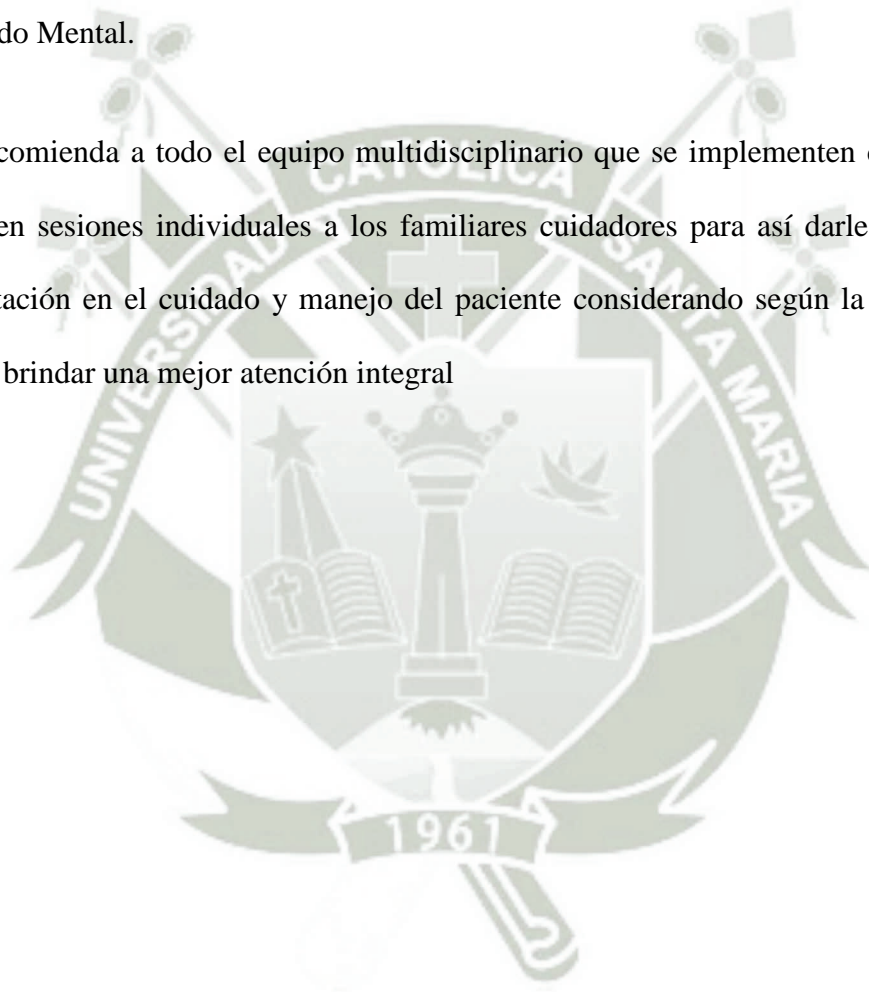 do Mental.
comienda a todo el equipo multidisciplinario que se implementen
en sesiones individuales a los familiares cuidadores para así darle
tación en el cuidado y manejo del paciente considerando según la
brindar una mejor atención integral
UNIVERSIDAD CATOLICA SANTA MARIA
1961